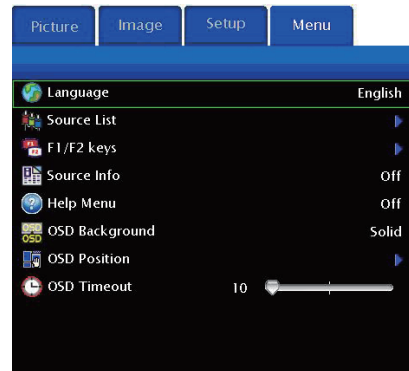 Picture Image Setup Menu
Language English
Source List
F1/F2 keys
Source Info Off
Help Menu Off
OSD Background Solid
OSD Position
OSD Timeout 10